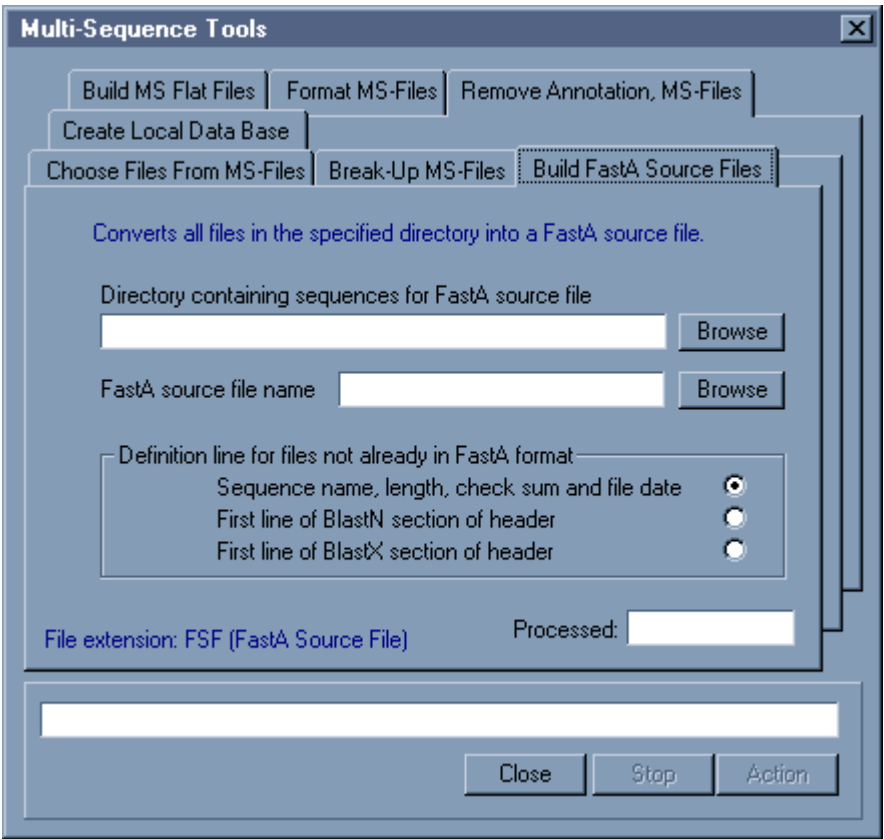 Multi-Sequence Tools
Build MS Flat Files Format MS-Files Remove Annotation, MS-Files
Create Local Data Base
Choose Files From MS-Files Break-Up MS-Files Build FastA Source Files
Converts all files in the specified directory into a FastA source file.
Directory containing sequences for FastA source file
Browse
FastA source file name Browse
Definition line for files not already in FastA format
Sequence name, length, check sum and file date
First line of BlastN section of header
First line of BlastX section of header
Processed:
File extension: FSF (FastA Source File)
Close Stop Action